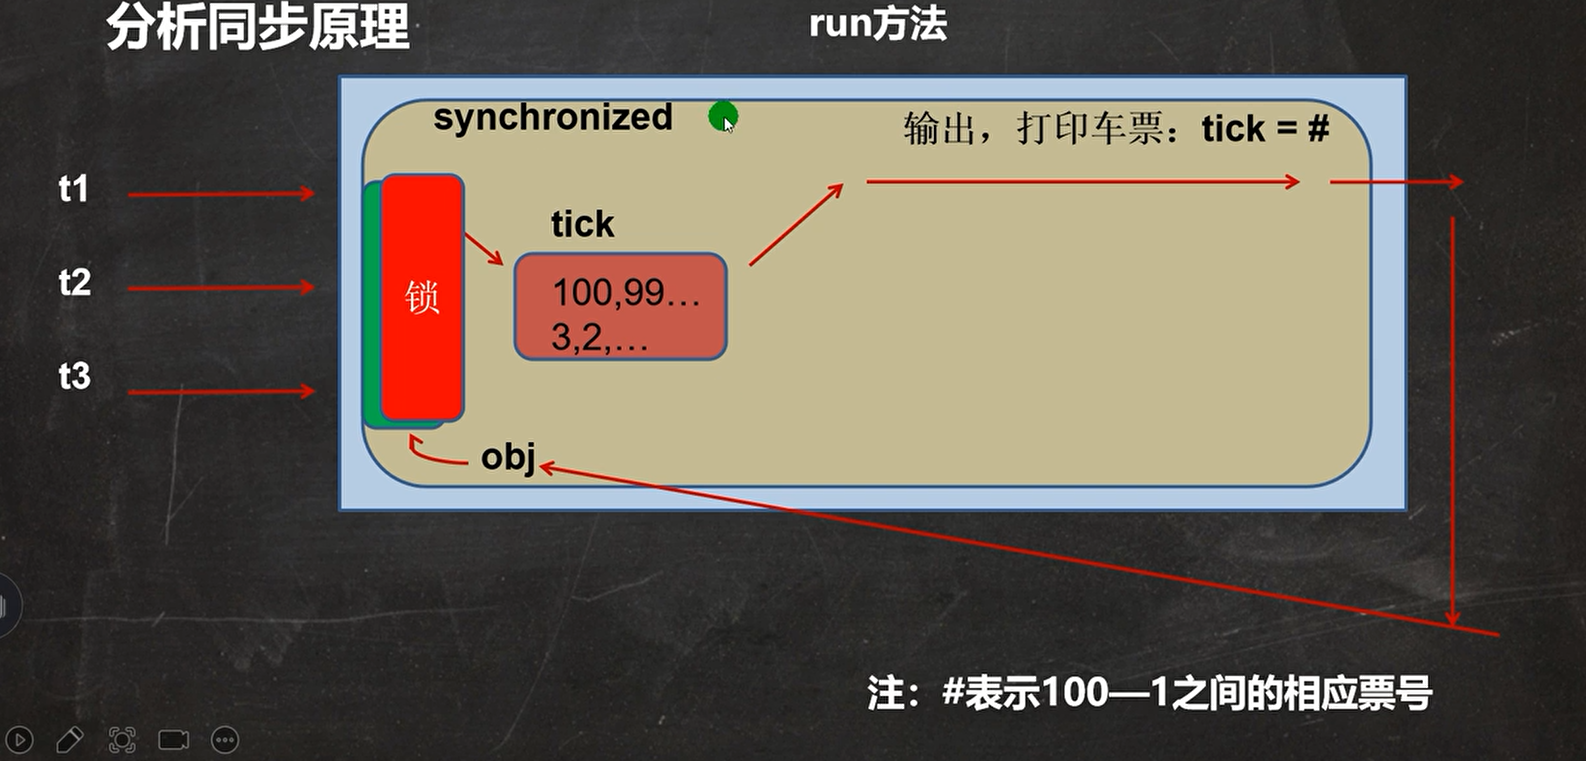 分析同步原理
run方法
synchronized
输出，打印车票：tick = #
t1
tick
t2
锁
100,99…
3,2,…
t3
obj
注：#表示100—1之间的相应票号